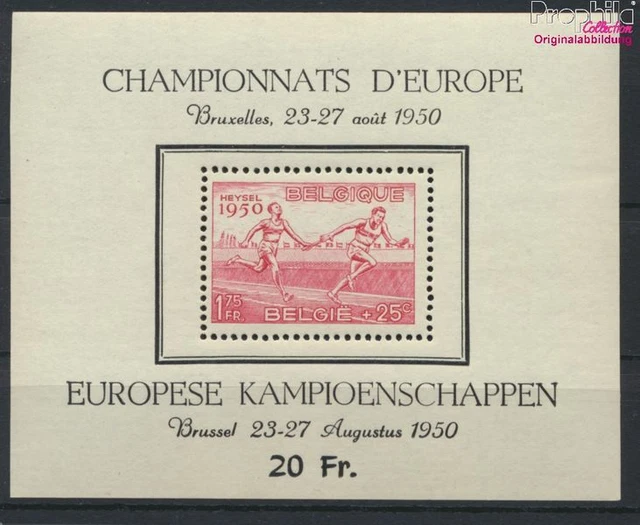 Prophila
Collection
Originalabbildung
CHAMPIONNATS D'EUROPE
Bruxelles, 23-27 août 1950
HEYSEL
1950
BELGIQUE
1.75
FR.
BELGIË + 25C
EUROPESE KAMPIOENSCHAPPEN
Brussel 23-27 Augustus 1950
20 Fr.